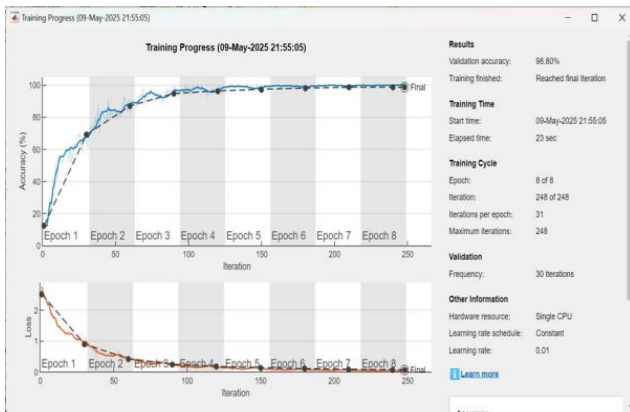 Training Progress (09-May-2025 21:55:05)
Training Progress (09-May-2025 21:55:05)
Accuracy (%)
100
80
60
40
20
0
Epoch 1 Epoch 2 Epoch 3 Epoch 4 Epoch 5 Epoch 6 Epoch 7 Epoch 8
Final
0 50 100 150 200 250
Iteration
Loss
2
1
0
Epoch 1 Epoch 2 Epoch 3 Epoch 4 Epoch 5 Epoch 6 Epoch 7 Epoch 8
Final
0 50 100 150 200 250
Iteration
Results
Validation accuracy: 98.80%
Training finished: Reached final iteration
Training Time
Start time: 09-May-2025 21:55:05
Elapsed time: 23 sec
Training Cycle
Epoch: 8 of 8
Iteration: 248 of 248
Iterations per epoch: 31
Maximum iterations: 248
Validation
Frequency: 30 iterations
Other Information
Hardware resource: Single CPU
Learning rate schedule: Constant
Learning rate: 0.01
Learn more